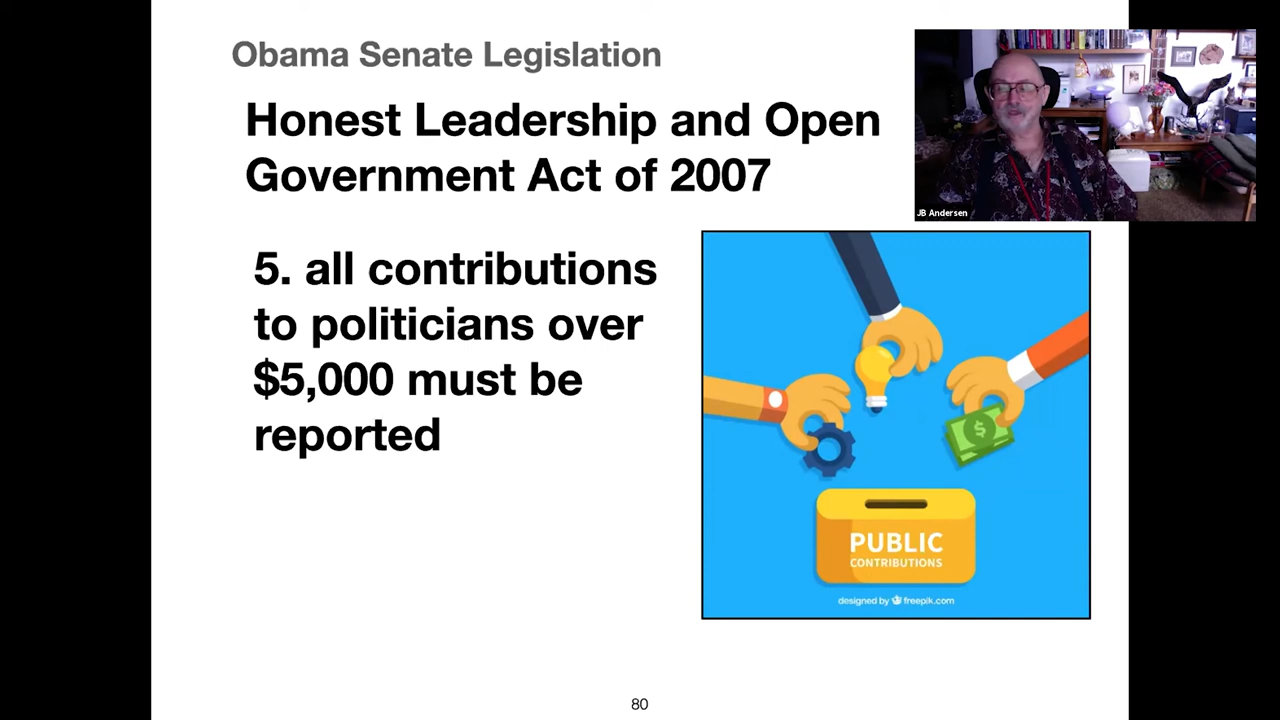 Obama Senate Legislation
Honest Leadership and Open
Government Act of 2007
JB Andersen
5. all contributions
to politicians over
$5,000 must be
reported
$
PUBLIC
CONTRIBUTIONS
designed by freepik.com
80